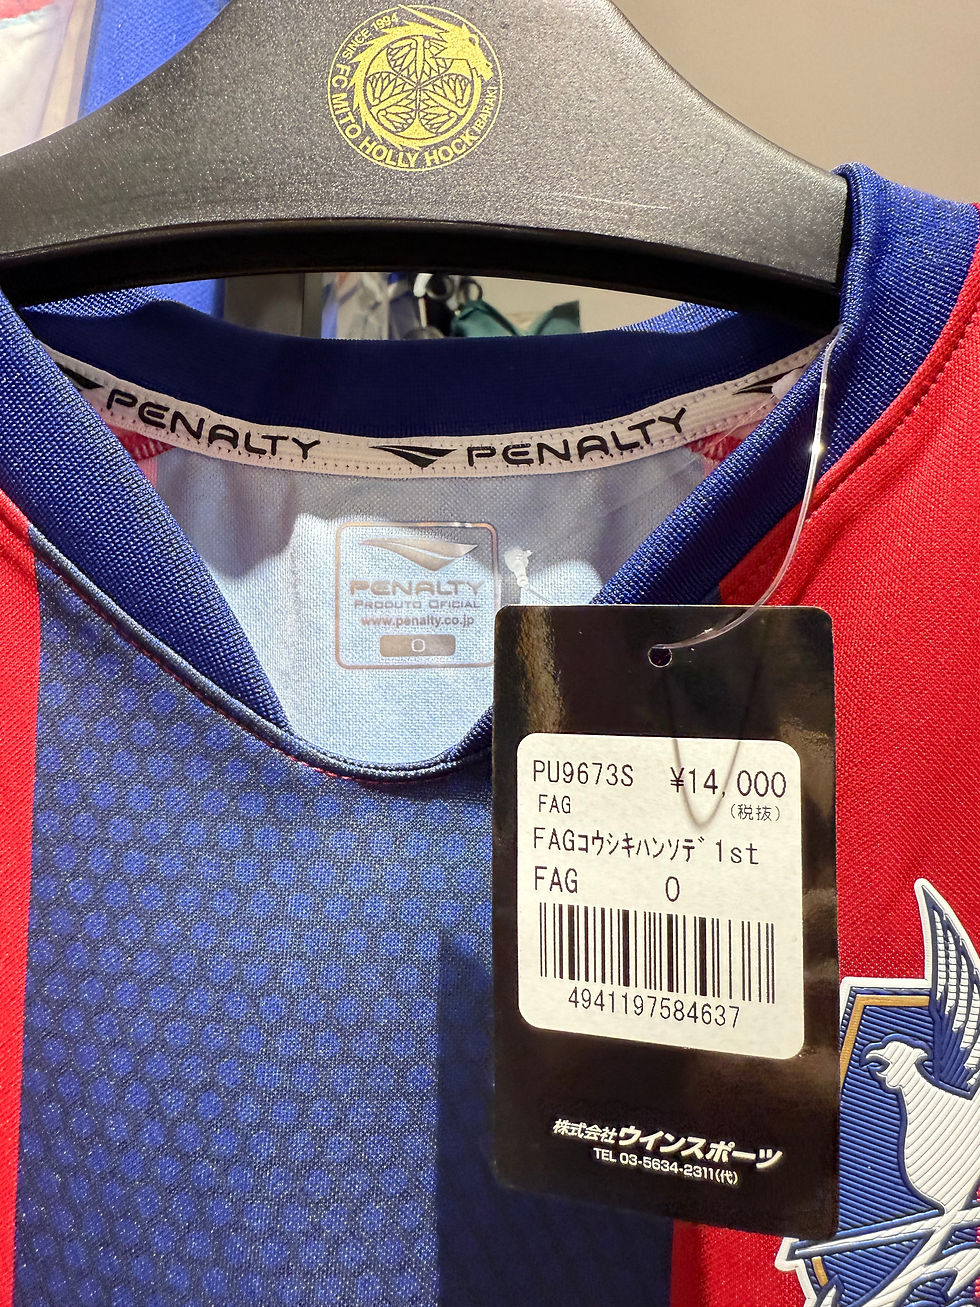 SINCE 1994
FC MITO HOLLY HOCK IBARAKI
PENALTY PENALTY
PENALTY
PRODUTO OFICIAL
www.penalty.co.jp
O
PU9673S ¥14,000
FAG (税抜)
FAGｺｳｼｷﾊﾝｿﾃﾞ 1st
FAG O
4941197584637
株式会社ウインスポーツ
TEL 03-5634-2311(代)